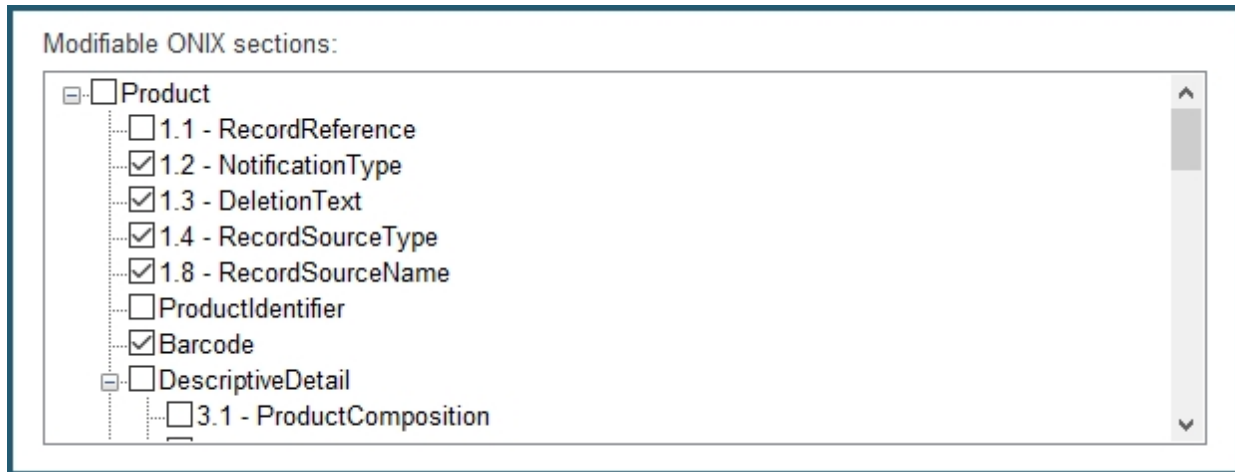 Modifiable ONIX sections:
Product
1.1 - RecordReference
1.2 - NotificationType
1.3 - DeletionText
1.4 - RecordSourceType
1.8 - RecordSourceName
ProductIdentifier
Barcode
DescriptiveDetail
3.1 - ProductComposition